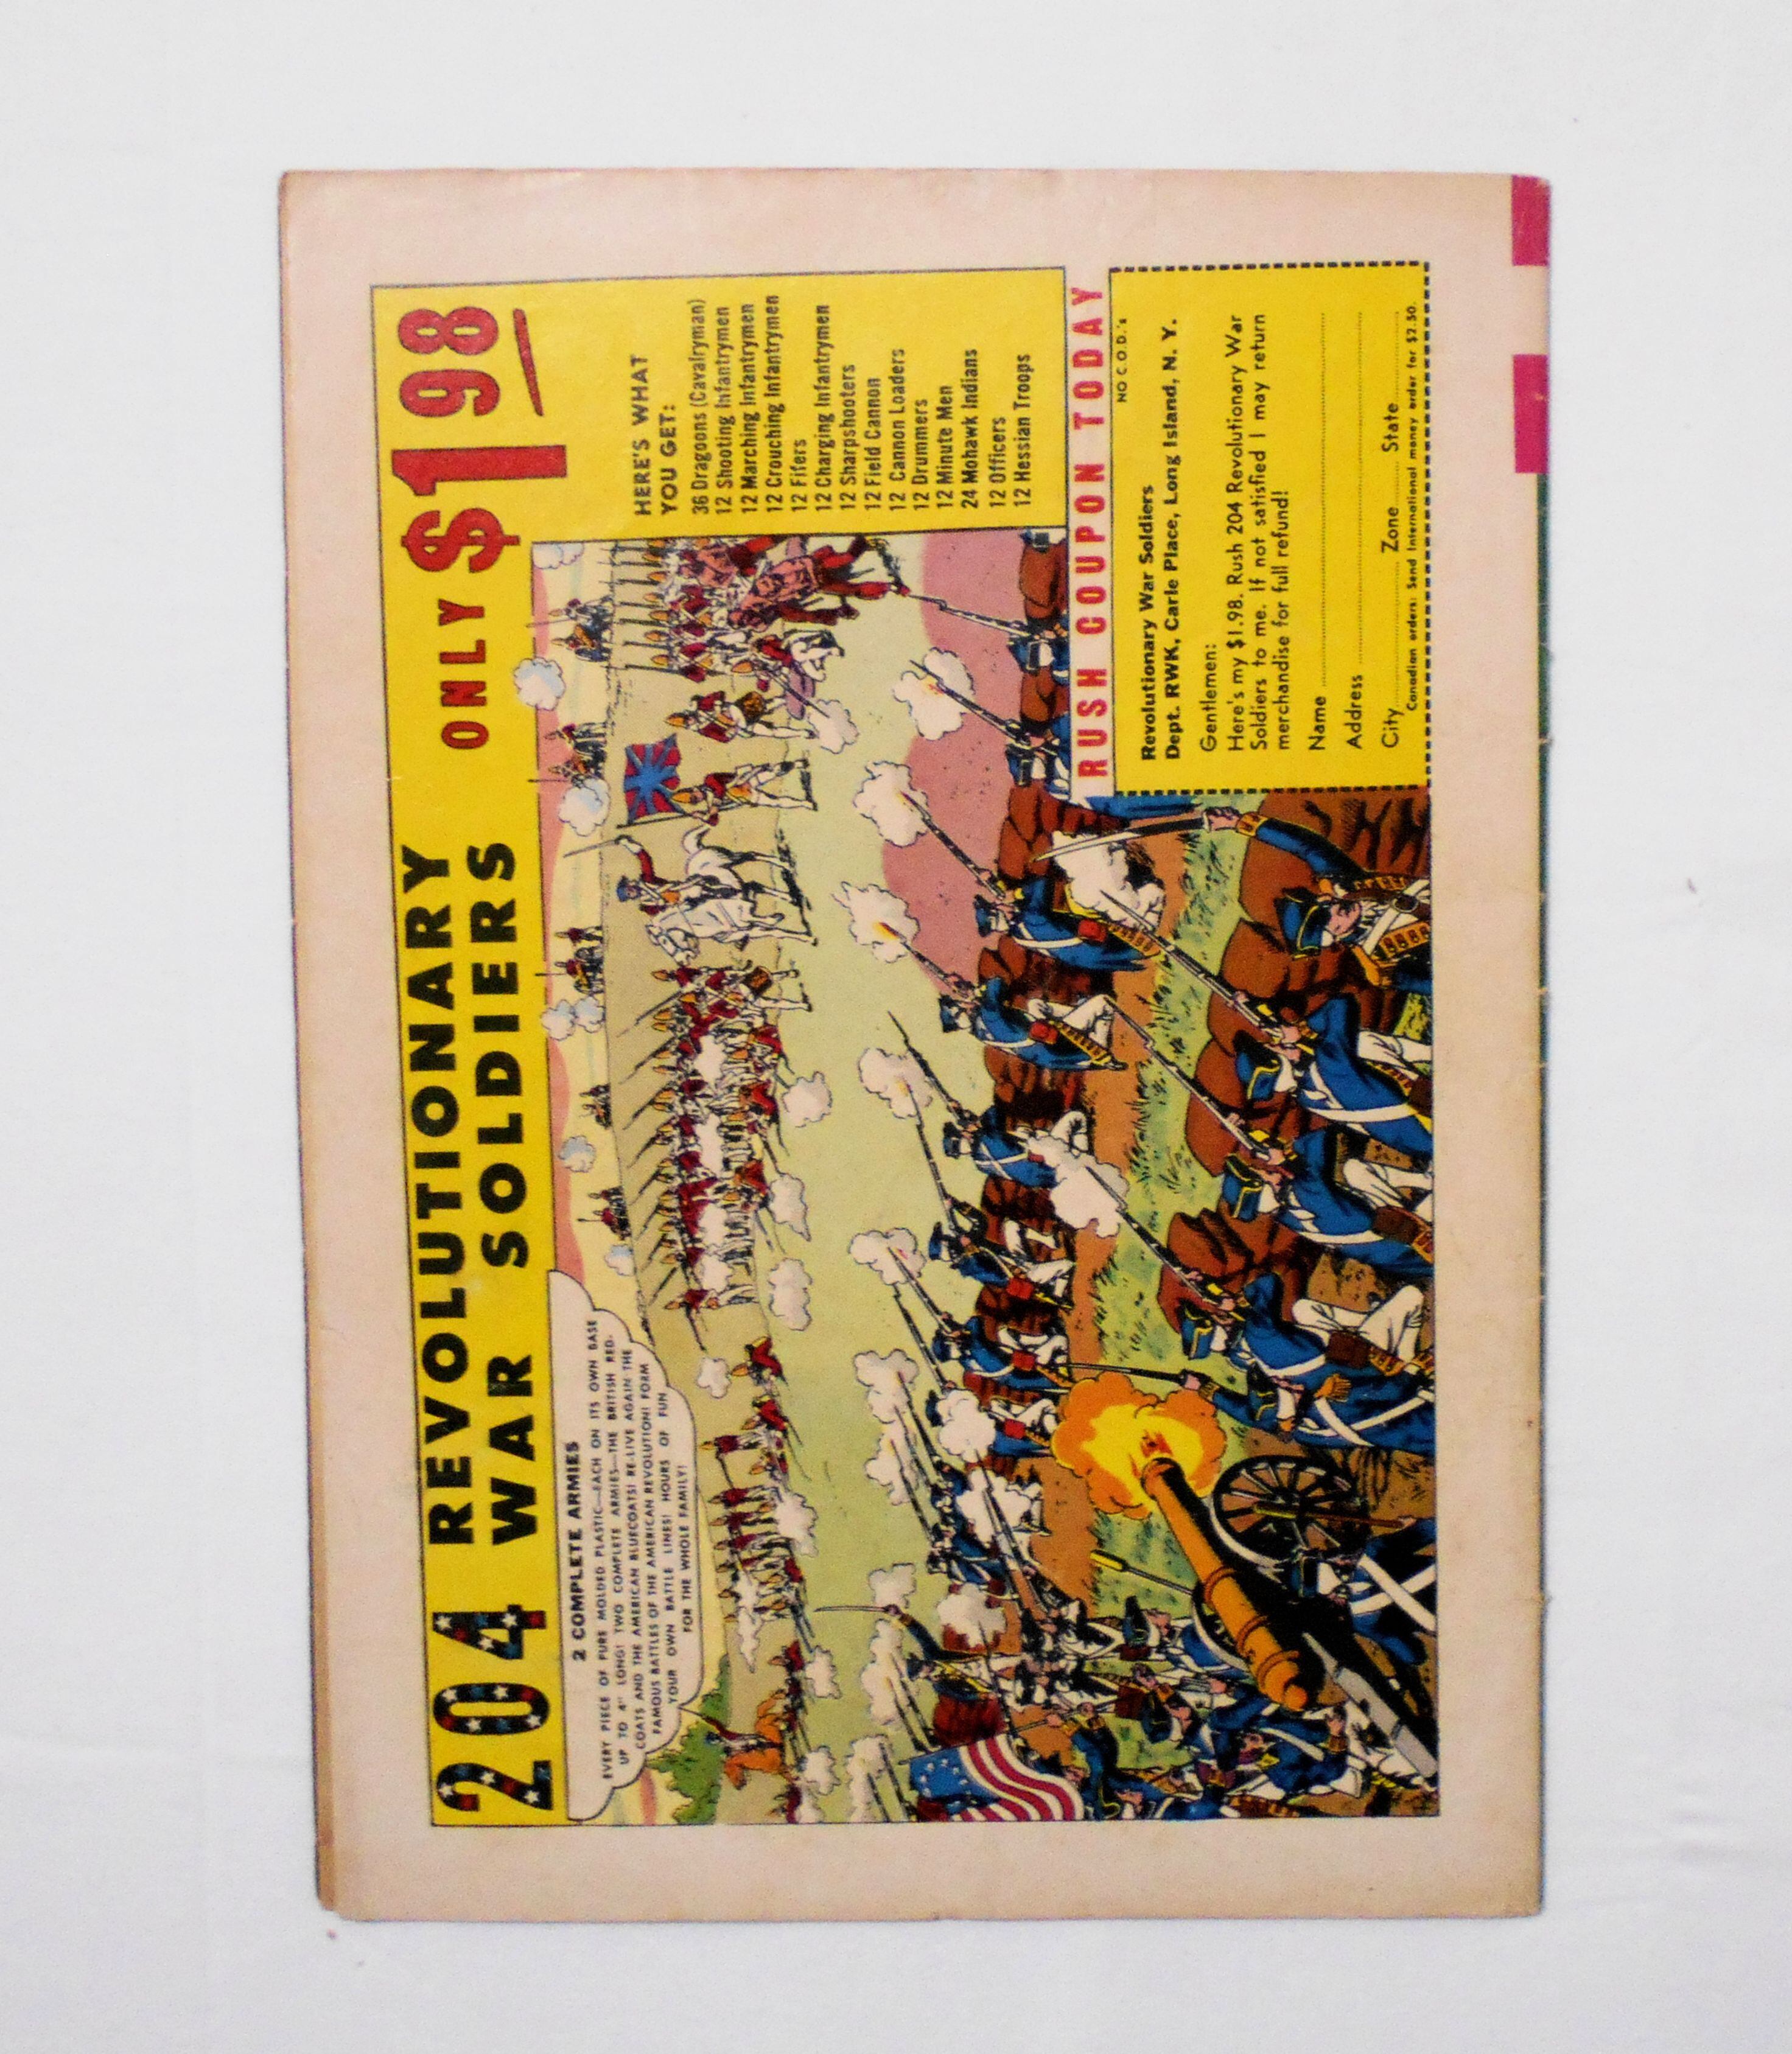 204 REVOLUTIONARY
WAR SOLDIERS ONLY $198
2 COMPLETE ARMIES
EVERY PIECE OF PURE MOLDED PLASTIC—EACH ON ITS OWN BASE
UP TO 4" LONG! TWO COMPLETE ARMIES—THE BRITISH RED-
COATS AND THE AMERICAN BLUECOATS! RE-LIVE AGAIN THE
FAMOUS BATTLES OF THE AMERICAN REVOLUTION! FORM
YOUR OWN BATTLE LINES! HOURS OF FUN
FOR THE WHOLE FAMILY!
HERE'S WHAT
YOU GET:
36 Dragoons (Cavalryman)
12 Shooting Infantrymen
12 Marching Infantrymen
12 Crouching Infantrymen
12 Fifers
12 Charging Infantrymen
12 Sharpshooters
12 Field Cannon
12 Cannon Loaders
12 Drummers
12 Minute Men
24 Mohawk Indians
12 Officers
12 Hessian Troops
RUSH COUPON TODAY
NO C.O.D.'s
Revolutionary War Soldiers
Dept. RWK, Carle Place, Long Island, N. Y.
Gentlemen:
Here's my $1.98. Rush 204 Revolutionary War
Soldiers to me. If not satisfied I may return
merchandise for full refund!
Name
Address
City Zone State
Canadian orders: Send International money order for $2.50.